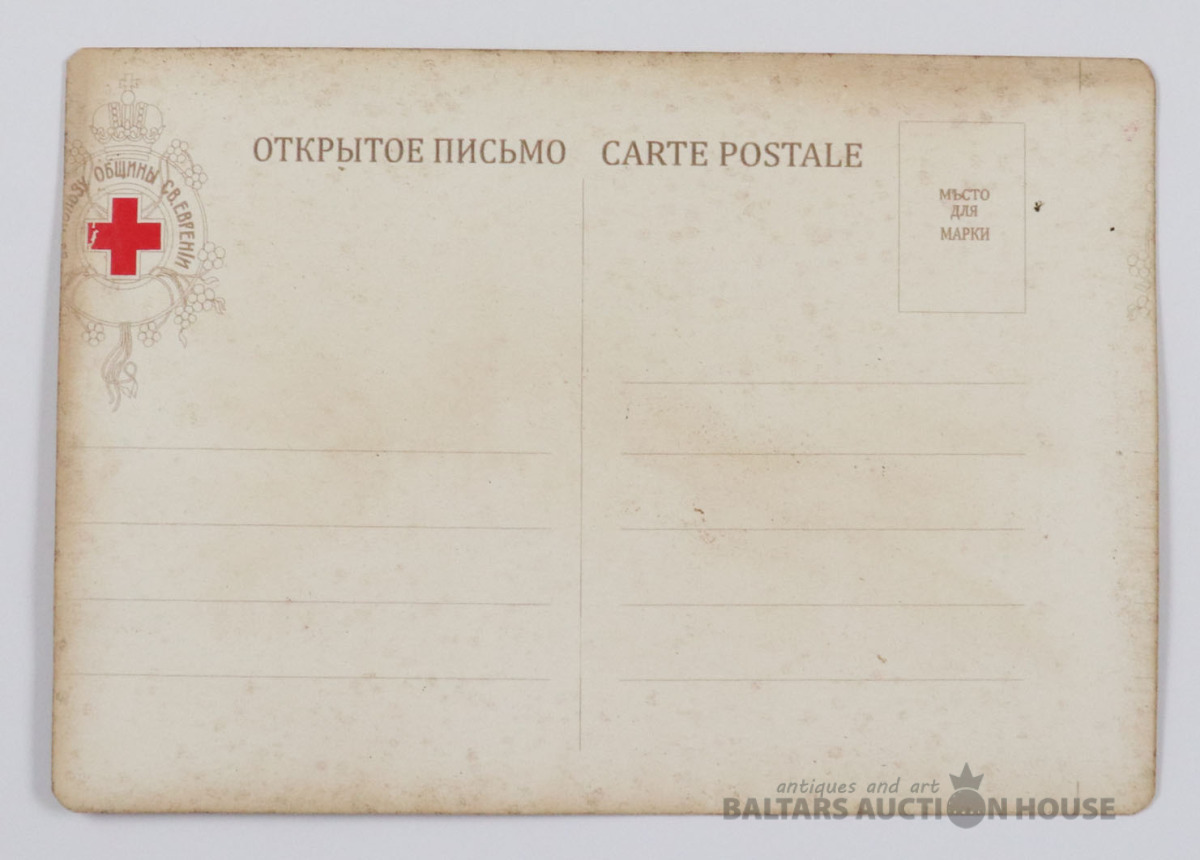 ОБЩИНЫ СВ. ЕВГЕНІИ
ОТКРЫТОЕ ПИСЬМО CARTE POSTALE
МѢСТО
ДЛЯ
МАРКИ
antiques and art
BALTARS AUCTION HOUSE